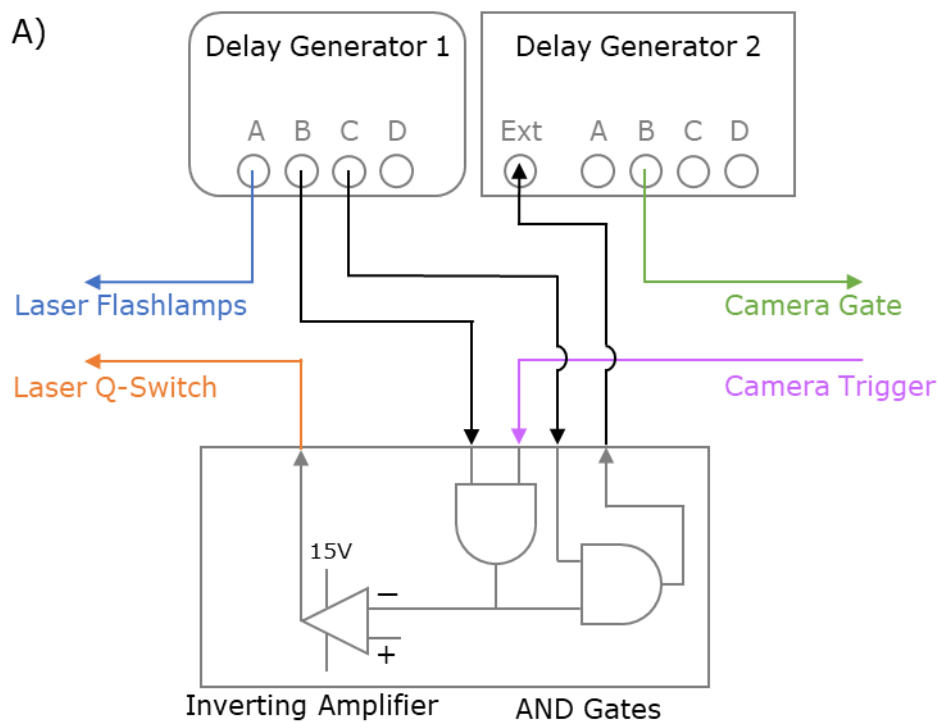 A)
Delay Generator 1
Delay Generator 2
A B C D
Ext A B C D
Laser Flashlamps
Camera Gate
Laser Q-Switch
Camera Trigger
15V
−
+
Inverting Amplifier
AND Gates